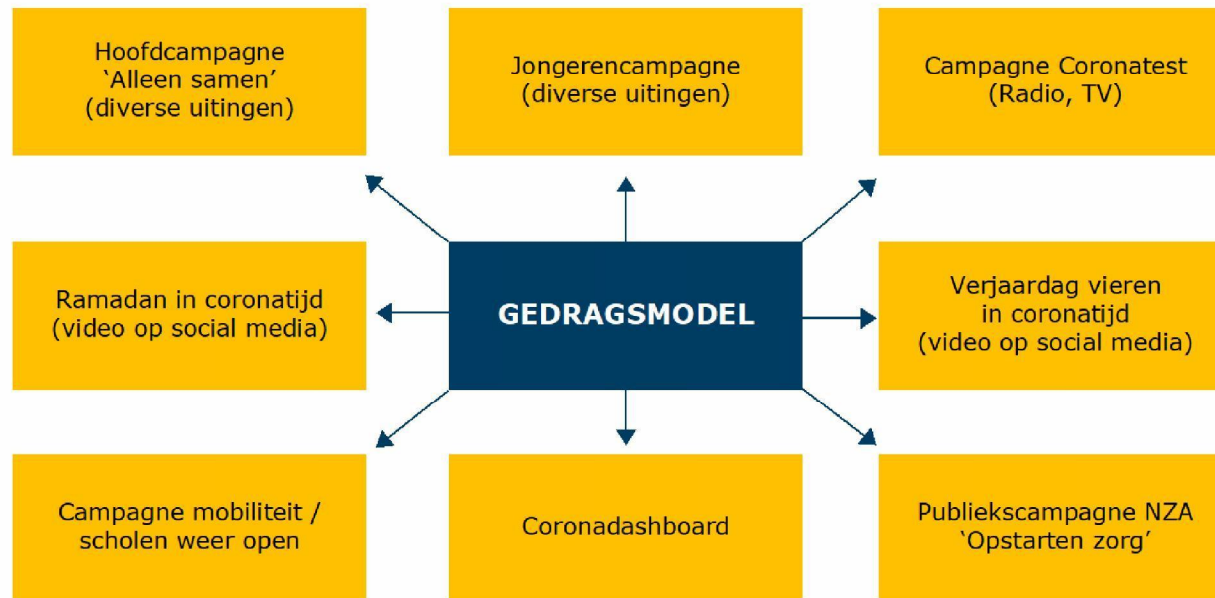 Hoofdcampagne
‘Alleen samen’
(diverse uitingen)
Jongerencampagne
(diverse uitingen)
Campagne Coronatest
(Radio, TV)
Ramadan in coronatijd
(video op social media)
GEDRAGSMODEL
Verjaardag vieren
in coronatijd
(video op social media)
Campagne mobiliteit /
scholen weer open
Coronadashboard
Publiekscampagne NZA
‘Opstarten zorg’